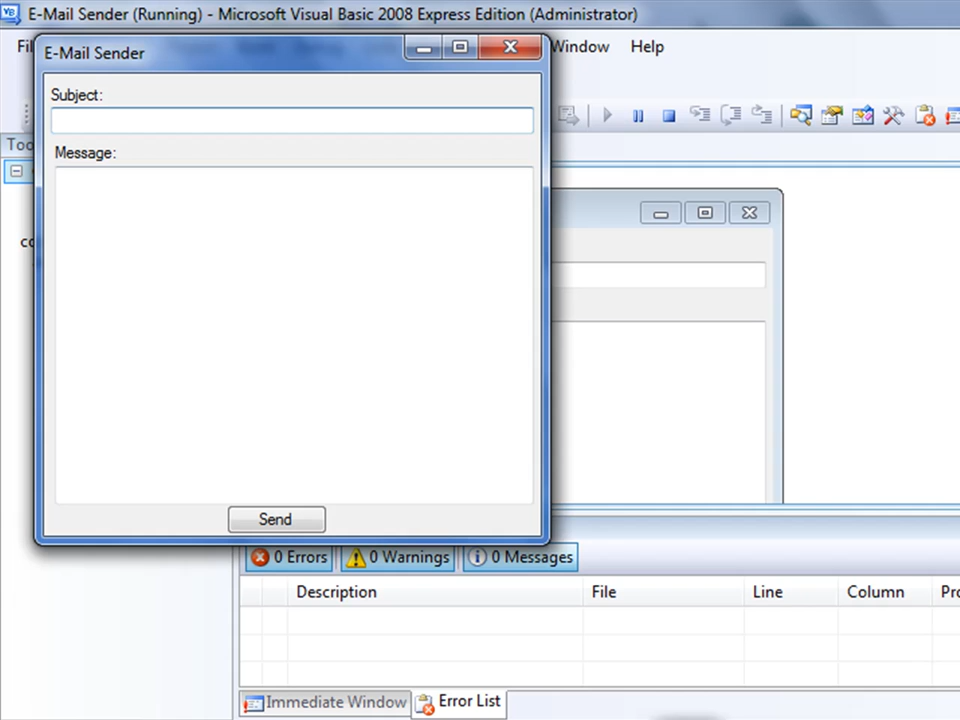 E-Mail Sender (Running) - Microsoft Visual Basic 2008 Express Edition (Administrator)
Window Help
E-Mail Sender
Subject:
Message:
Send
0 Errors 0 Warnings 0 Messages
Description File Line Column
Immediate Window Error List